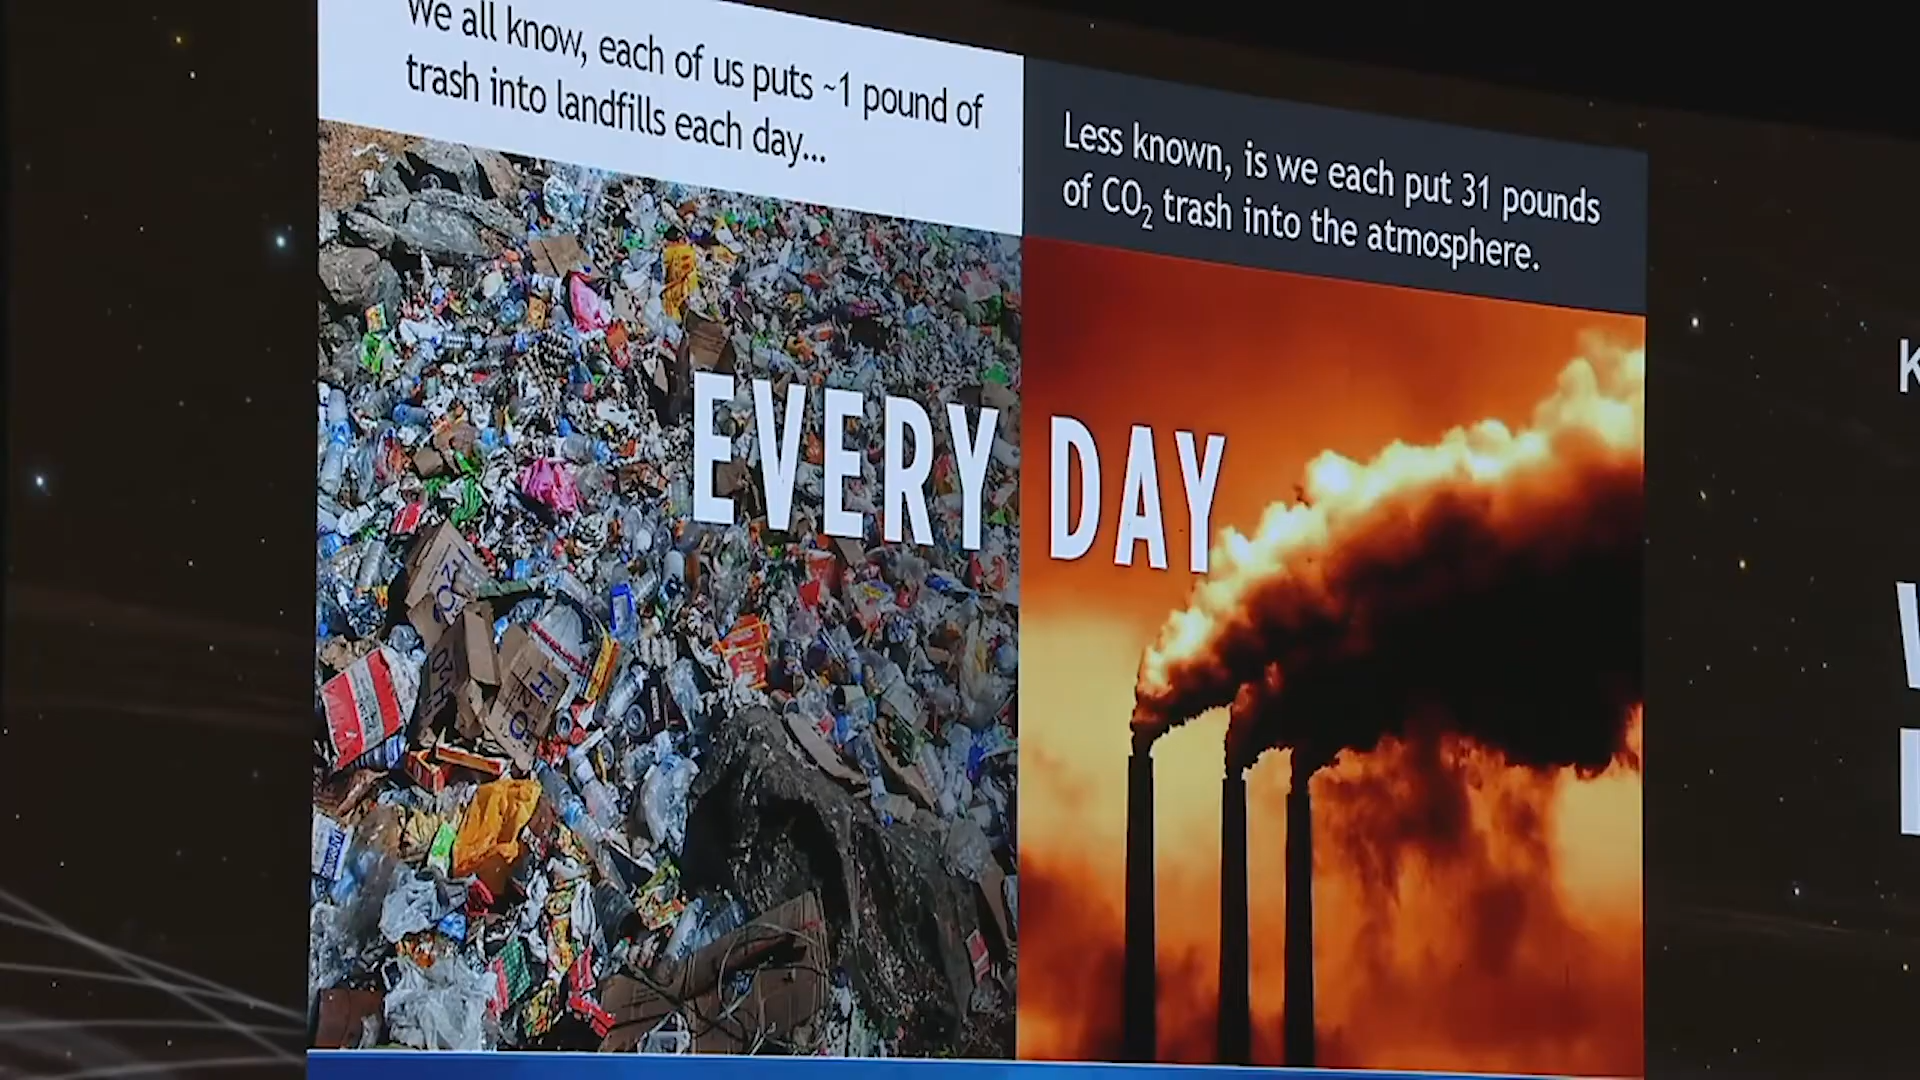 We all know, each of us puts ~1 pound of
trash into landfills each day...
Less known, is we each put 31 pounds
of CO₂ trash into the atmosphere.
EVERY DAY